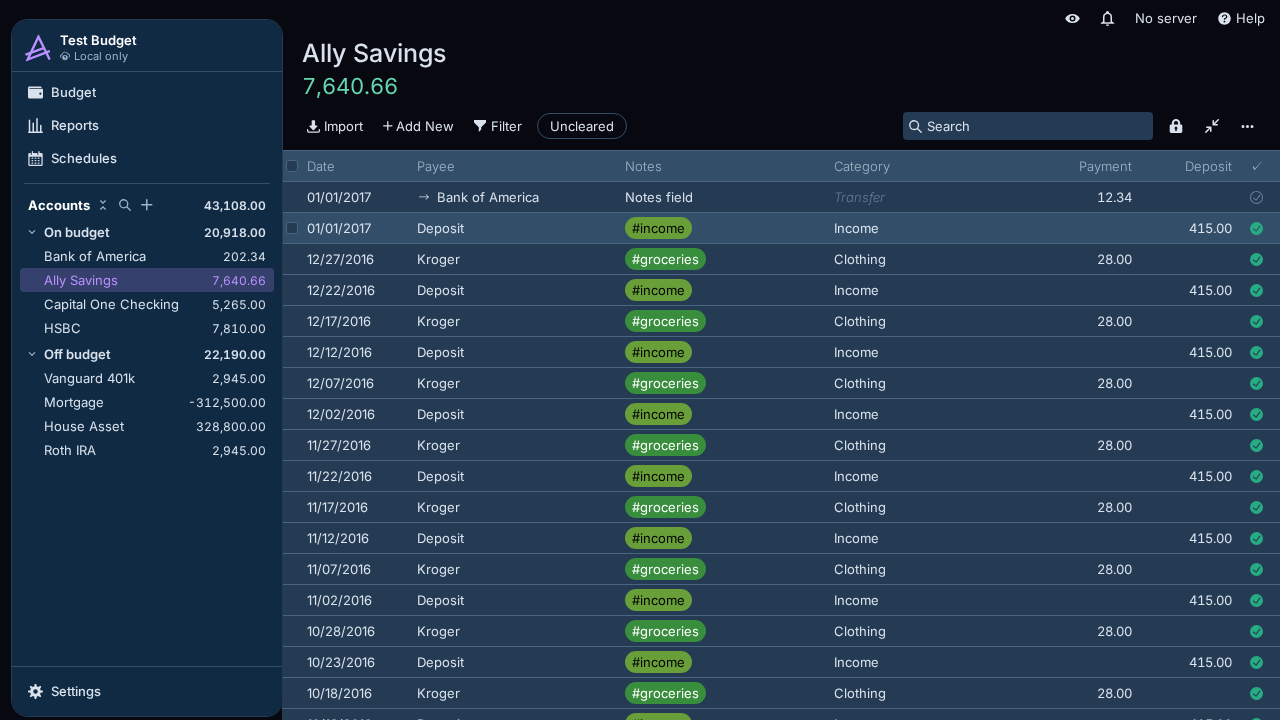 Test Budget
Local only
Budget
Reports
Schedules
Accounts 43,108.00
On budget 20,918.00
Bank of America 202.34
Ally Savings 7,640.66
Capital One Checking 5,265.00
HSBC 7,810.00
Off budget 22,190.00
Vanguard 401k 2,945.00
Mortgage -312,500.00
House Asset 328,800.00
Roth IRA 2,945.00
Settings
No server Help
Ally Savings
7,640.66
Import Add New Filter Uncleared Search
Date Payee Notes Category Payment Deposit ✓
01/01/2017 → Bank of America Notes field Transfer 12.34
01/01/2017 Deposit #income Income 415.00
12/27/2016 Kroger #groceries Clothing 28.00
12/22/2016 Deposit #income Income 415.00
12/17/2016 Kroger #groceries Clothing 28.00
12/12/2016 Deposit #income Income 415.00
12/07/2016 Kroger #groceries Clothing 28.00
12/02/2016 Deposit #income Income 415.00
11/27/2016 Kroger #groceries Clothing 28.00
11/22/2016 Deposit #income Income 415.00
11/17/2016 Kroger #groceries Clothing 28.00
11/12/2016 Deposit #income Income 415.00
11/07/2016 Kroger #groceries Clothing 28.00
11/02/2016 Deposit #income Income 415.00
10/28/2016 Kroger #groceries Clothing 28.00
10/23/2016 Deposit #income Income 415.00
10/18/2016 Kroger #groceries Clothing 28.00